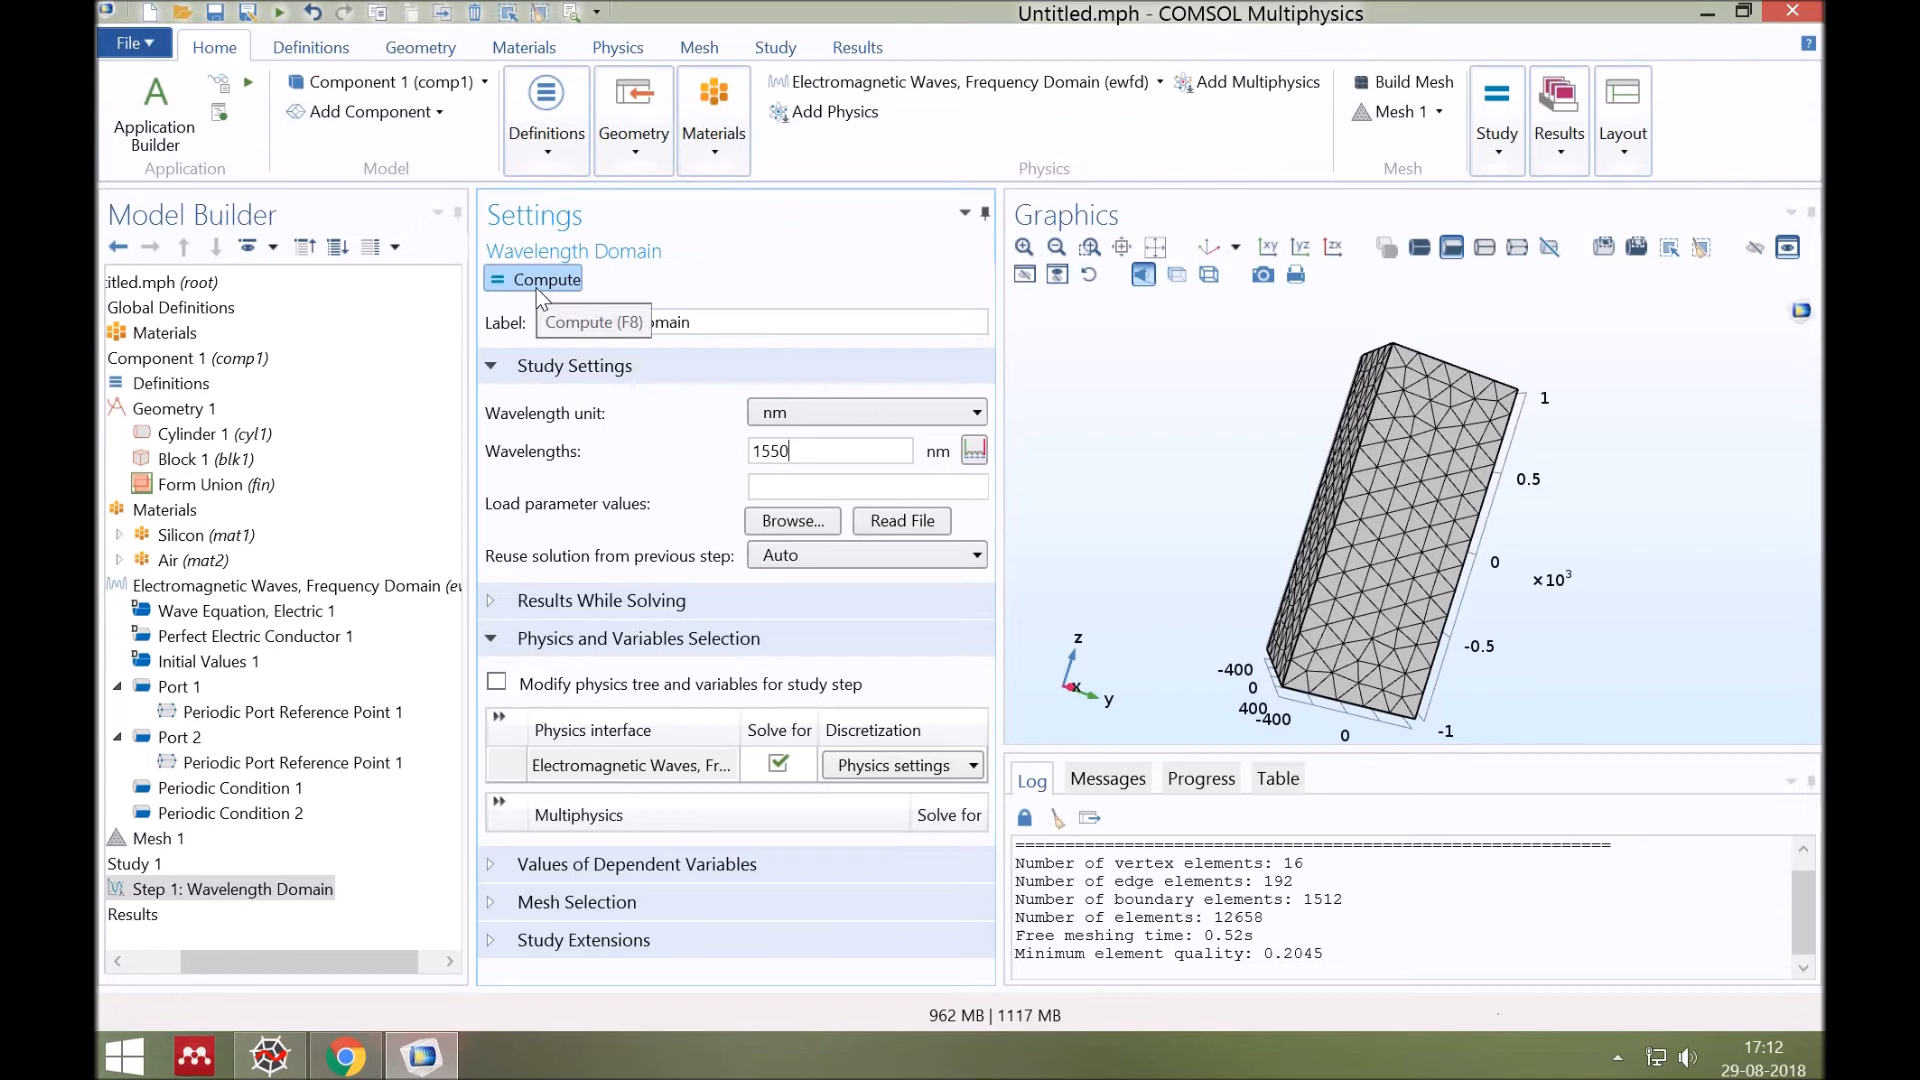 Untitled.mph - COMSOL Multiphysics
File Home Definitions Geometry Materials Physics Mesh Study Results
Application Builder
Application
Component 1 (comp1)
Add Component
Model
Definitions
Geometry
Materials
Electromagnetic Waves, Frequency Domain (ewfd)
Add Physics
Add Multiphysics
Physics
Build Mesh
Mesh 1
Mesh
Study
Results
Layout
Model Builder
itled.mph (root)
Global Definitions
Materials
Component 1 (comp1)
Definitions
Geometry 1
Cylinder 1 (cyl1)
Block 1 (blk1)
Form Union (fin)
Materials
Silicon (mat1)
Air (mat2)
Electromagnetic Waves, Frequency Domain (ew
Wave Equation, Electric 1
Perfect Electric Conductor 1
Initial Values 1
Port 1
Periodic Port Reference Point 1
Port 2
Periodic Port Reference Point 1
Periodic Condition 1
Periodic Condition 2
Mesh 1
Study 1
Step 1: Wavelength Domain
Results
Settings
Wavelength Domain
= Compute
Label: omain
Compute (F8)
Study Settings
Wavelength unit: nm
Wavelengths: 1550 nm
Load parameter values:
Browse... Read File
Reuse solution from previous step: Auto
Results While Solving
Physics and Variables Selection
Modify physics tree and variables for study step
Physics interface Solve for Discretization
Electromagnetic Waves, Fr... Physics settings
Multiphysics Solve for
Values of Dependent Variables
Mesh Selection
Study Extensions
Graphics
xy yz zx
1
0.5
0
×10³
-0.5
-1
-400
0
400
-400
0
z
x
y
Log Messages Progress Table
===========================================================
Number of vertex elements: 16
Number of edge elements: 192
Number of boundary elements: 1512
Number of elements: 12658
Free meshing time: 0.52s
Minimum element quality: 0.2045
962 MB | 1117 MB
17:12
29-08-2018